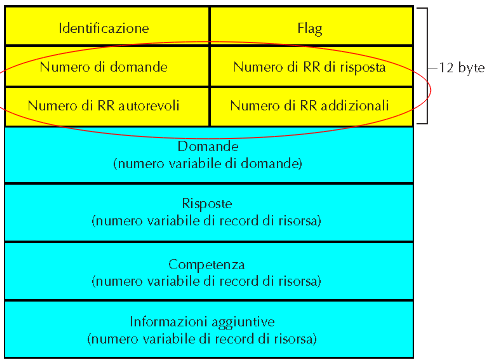 Identificazione
Flag
12 byte
Numero di domande
Numero di RR di risposta
Numero di RR autorevoli
Numero di RR addizionali
Domande
(numero variabile di domande)
Risposte
(numero variabile di record di risorsa)
Competenza
(numero variabile di record di risorsa)
Informazioni aggiuntive
(numero variabile di record di risorsa)